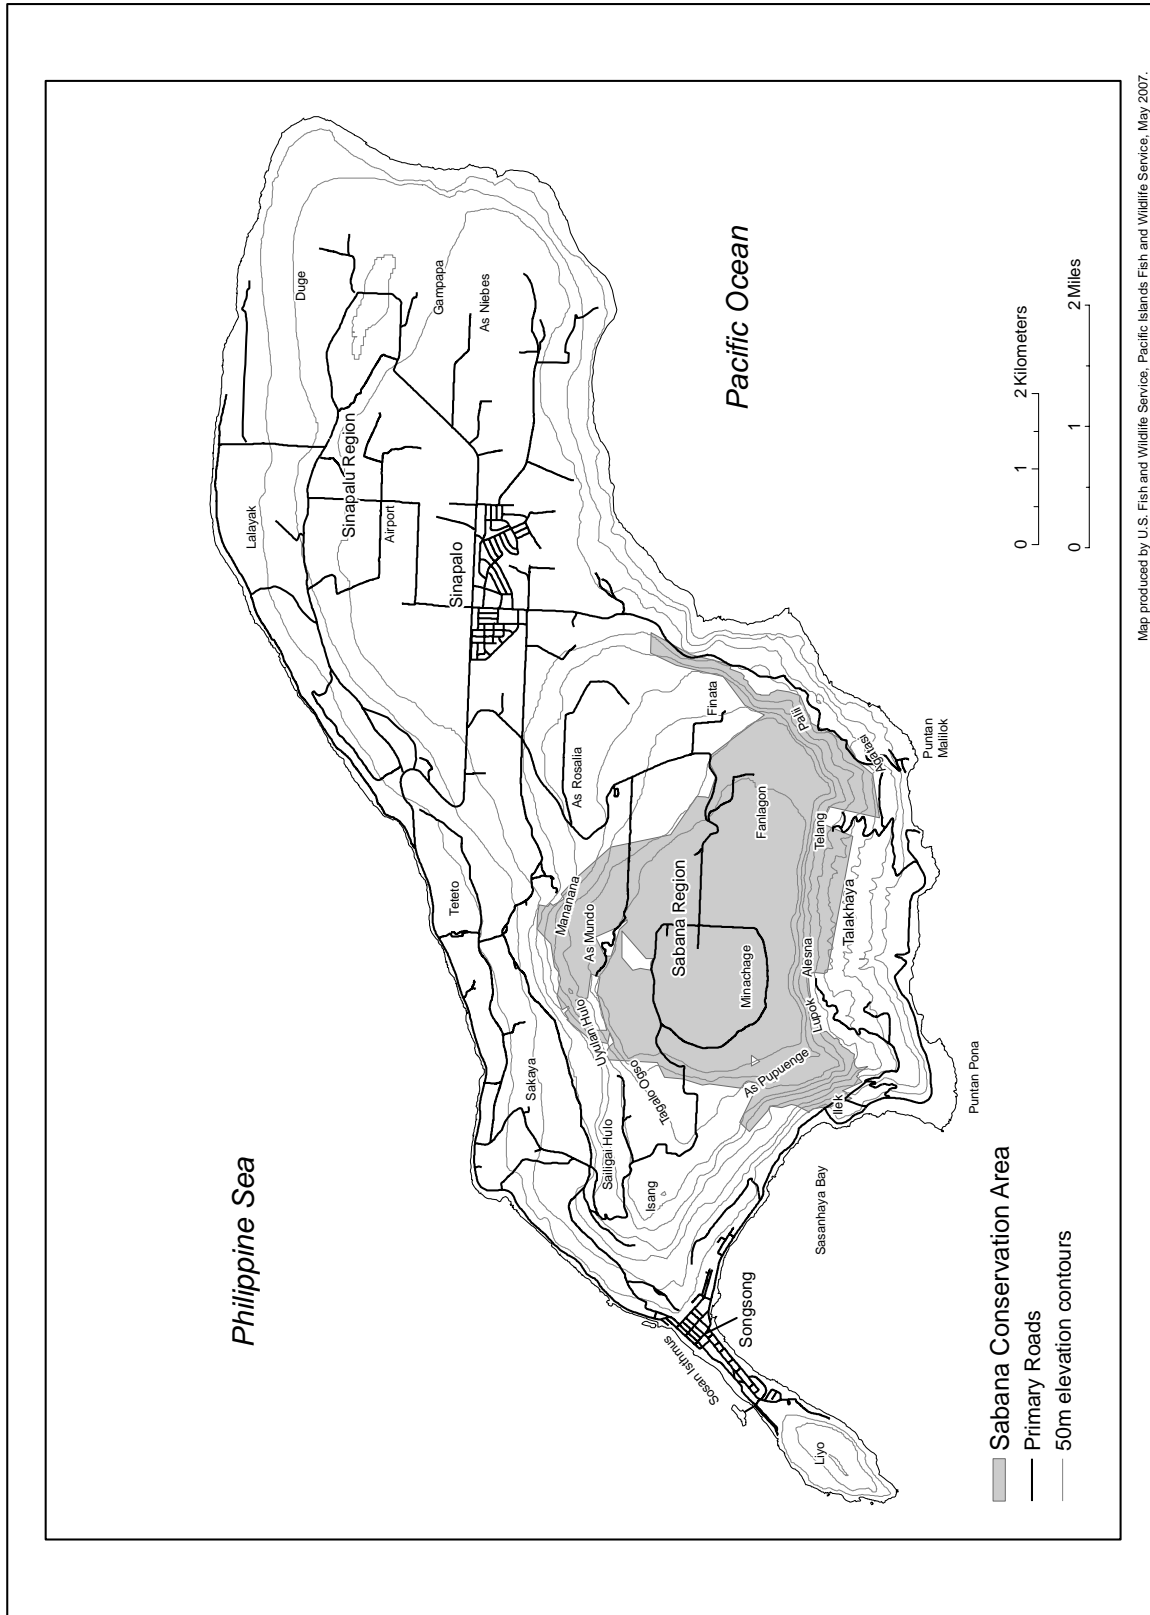 Philippine Sea
Pacific Ocean
Duge
Gampapa
As Niebes
Lalayak
Sinapalu Region
Airport
Sinapalo
Teteto
As Rosalia
Finata
Palii
Agatasi
Puntan
Malilok
Mananana
As Mundo
Sabana Region
Fanlagon
Telang
Talakhaya
Minachage
Alesna
Lupok
Uyulan Hulo
Tagalo Ogso
As Pupuenge
Ilek
Puntan Pona
Sakaya
Sailigai Hulo
Isang
Sasanhaya Bay
Sosan Isthmus
Songsong
Liyo
0 1 2 Kilometers
0 1 2 Miles
Sabana Conservation Area
Primary Roads
50m elevation contours
Map produced by U.S. Fish and Wildlife Service, Pacific Islands Fish and Wildlife Service, May 2007.